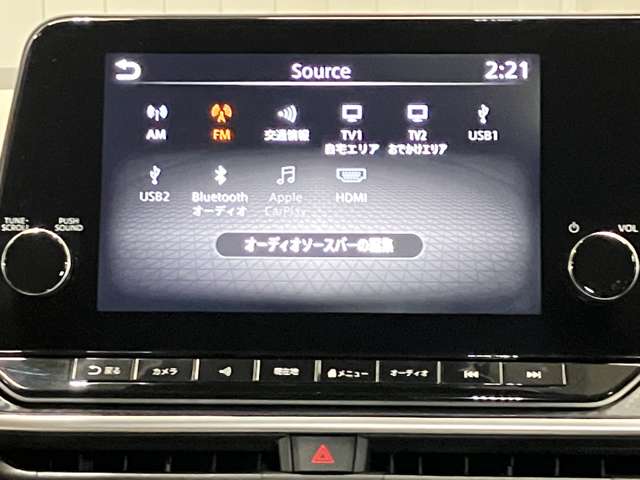 Source 2:21
AM FM 交通情報 TV1 TV2 USB1
自宅エリア おでかけエリア
USB2 Bluetooth Apple HDMI
オーディオ CarPlay
オーディオソースバーの編集
TUNE・ PUSH
SCROLL SOUND
VOL
戻る カメラ 現在地 メニュー オーディオ